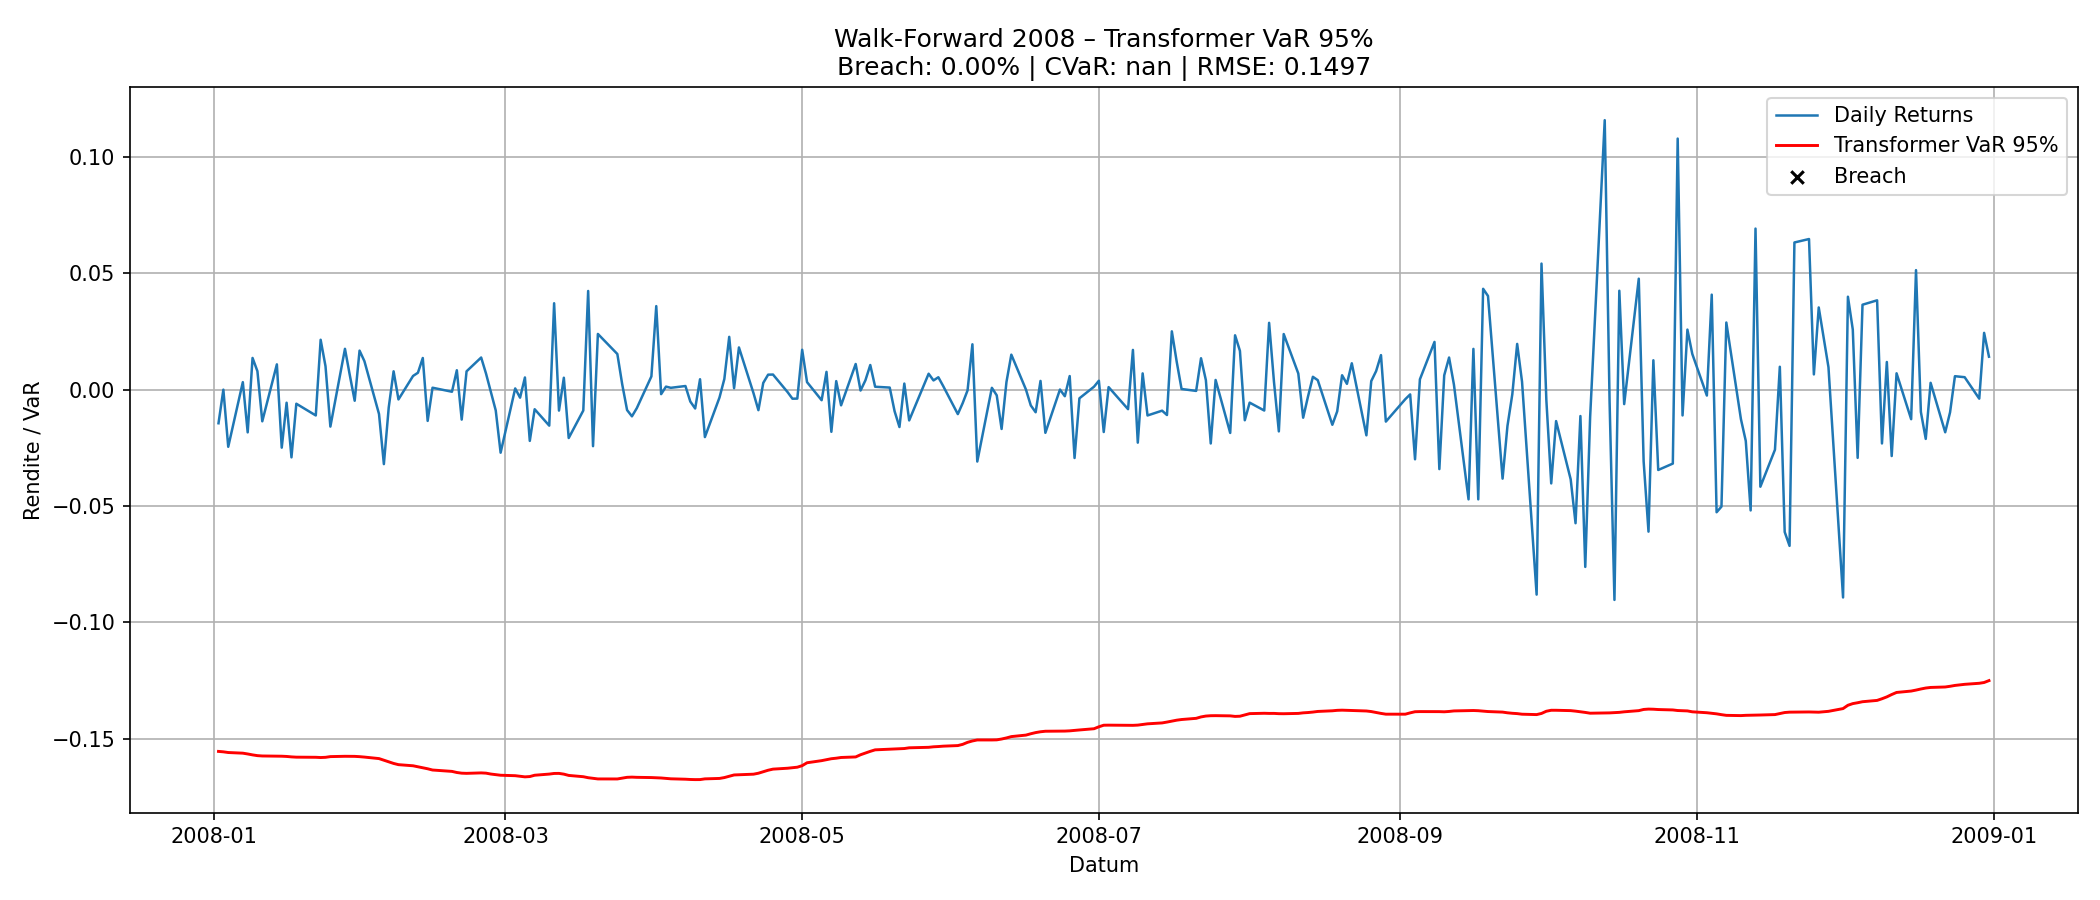 Walk-Forward 2008 – Transformer VaR 95%
Breach: 0.00% | CVaR: nan | RMSE: 0.1497
Daily Returns
Transformer VaR 95%
Breach
Rendite / VaR
0.10
0.05
0.00
−0.05
−0.10
−0.15
2008-01
2008-03
2008-05
2008-07
2008-09
2008-11
2009-01
Datum